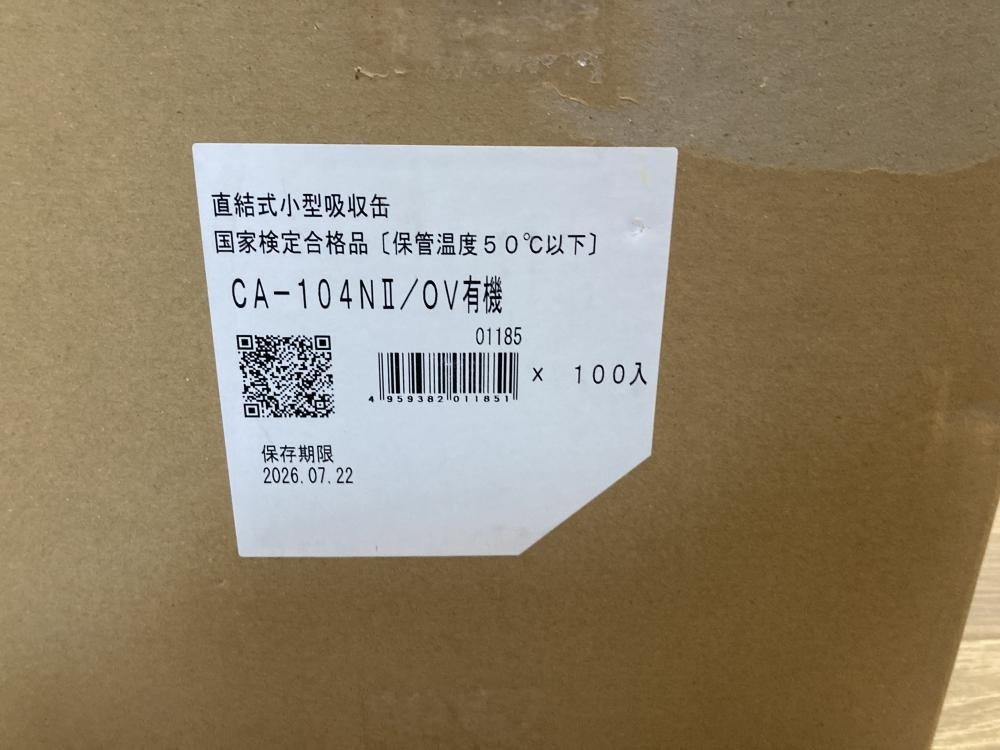 直結式小型吸収缶
国家検定合格品〔保管温度５０℃以下〕
CA-104NⅡ/OV有機
01185
× 100入
4 959382 011851
保存期限
2026.07.22